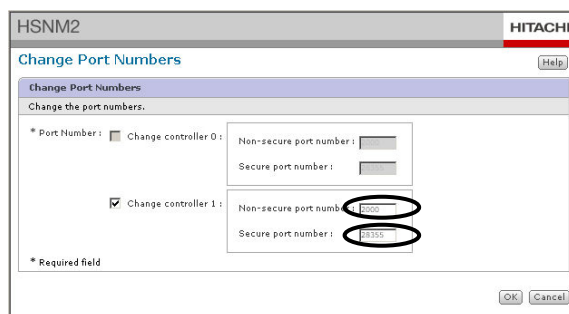 HSNM2 HITACHI
Change Port Numbers
Help
Change Port Numbers
Change the port numbers.
* Port Number : Change controller 0 : Non-secure port number :
Secure port number :
Change controller 1 : Non-secure port number : 2000
Secure port number : 28355
* Required field
OK Cancel